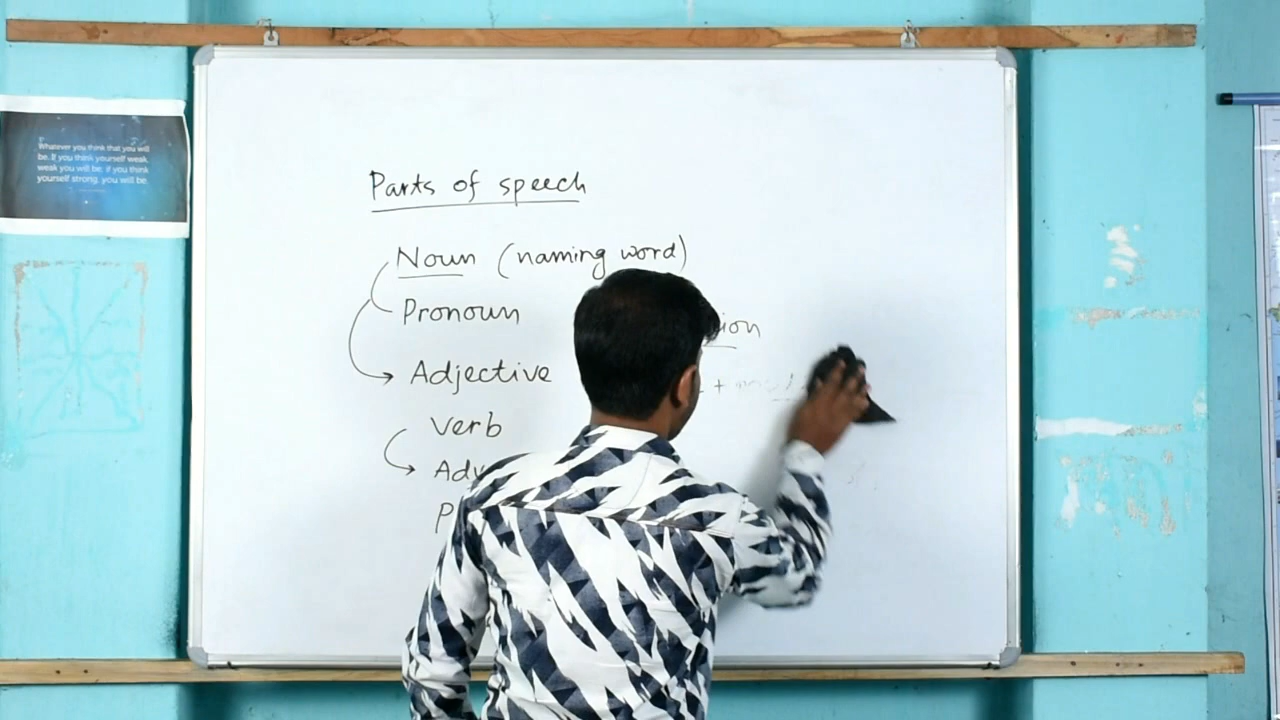 Whatever you think that you will
be. If you think yourself weak,
weak you will be; if you think
yourself strong, you will be.
Parts of speech
Noun (naming word)
Pronoun
Adjective
Verb